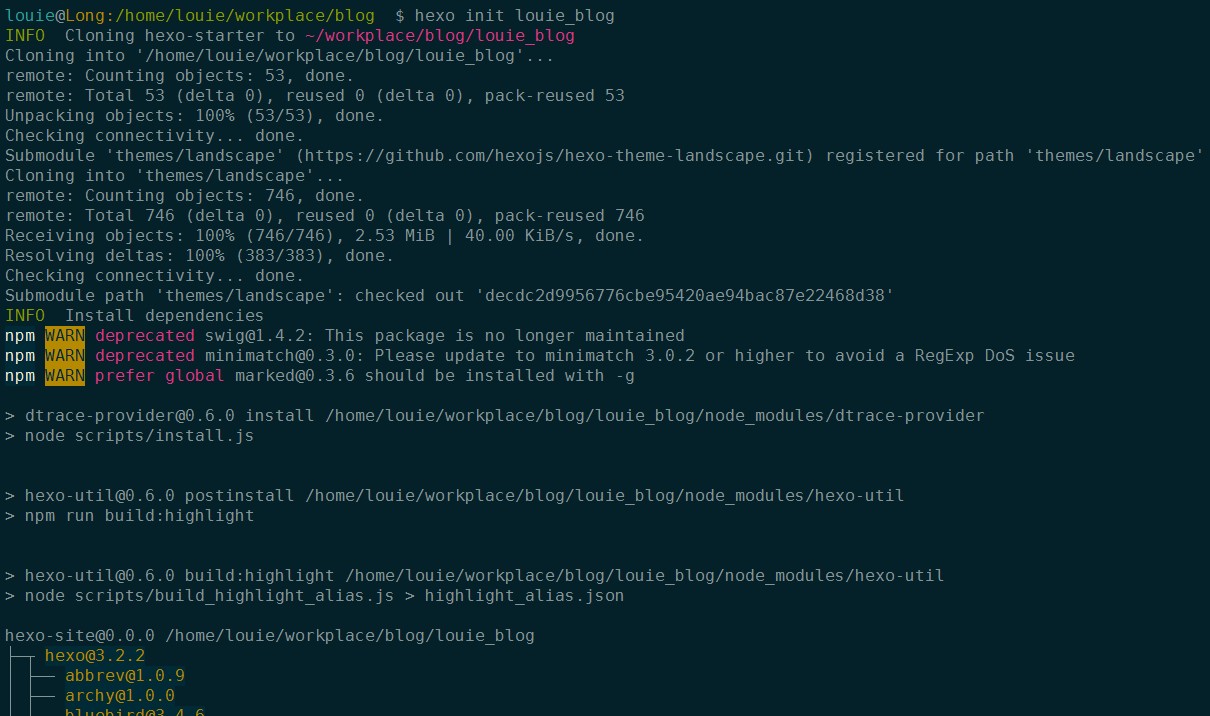 louie@Long:/home/louie/workplace/blog  $ hexo init louie_blog
INFO  Cloning hexo-starter to ~/workplace/blog/louie_blog
Cloning into '/home/louie/workplace/blog/louie_blog'...
remote: Counting objects: 53, done.
remote: Total 53 (delta 0), reused 0 (delta 0), pack-reused 53
Unpacking objects: 100% (53/53), done.
Checking connectivity... done.
Submodule 'themes/landscape' (https://github.com/hexojs/hexo-theme-landscape.git) registered for path 'themes/landscape'
Cloning into 'themes/landscape'...
remote: Counting objects: 746, done.
remote: Total 746 (delta 0), reused 0 (delta 0), pack-reused 746
Receiving objects: 100% (746/746), 2.53 MiB | 40.00 KiB/s, done.
Resolving deltas: 100% (383/383), done.
Checking connectivity... done.
Submodule path 'themes/landscape': checked out 'decdc2d9956776cbe95420ae94bac87e22468d38'
INFO  Install dependencies
npm WARN deprecated swig@1.4.2: This package is no longer maintained
npm WARN deprecated minimatch@0.3.0: Please update to minimatch 3.0.2 or higher to avoid a RegExp DoS issue
npm WARN prefer global marked@0.3.6 should be installed with -g
> dtrace-provider@0.6.0 install /home/louie/workplace/blog/louie_blog/node_modules/dtrace-provider
> node scripts/install.js
> hexo-util@0.6.0 postinstall /home/louie/workplace/blog/louie_blog/node_modules/hexo-util
> npm run build:highlight
> hexo-util@0.6.0 build:highlight /home/louie/workplace/blog/louie_blog/node_modules/hexo-util
> node scripts/build_highlight_alias.js > highlight_alias.json
hexo-site@0.0.0 /home/louie/workplace/blog/louie_blog
├─┬ hexo@3.2.2
│ ├── abbrev@1.0.9
│ ├── archy@1.0.0
│ │ bluebird@3.4.6